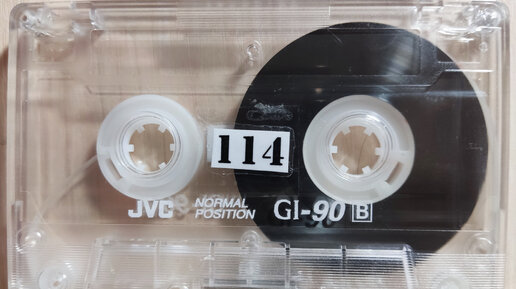 114
JVC NORMAL POSITION GI-90 B